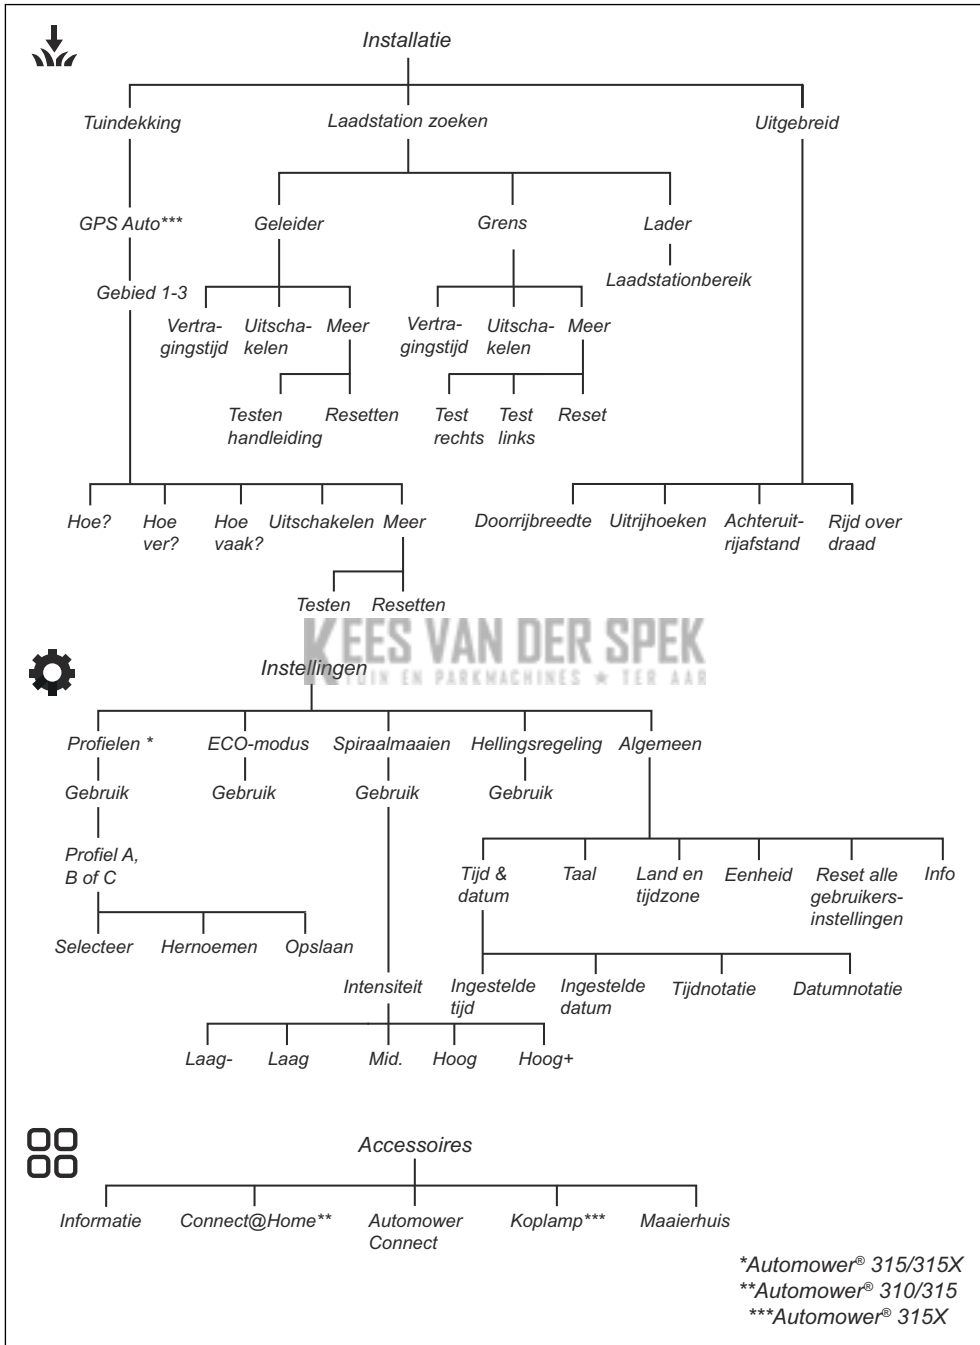 Installatie
Tuindekking
Laadstation zoeken
Uitgebreid
GPS Auto***
Geleider
Grens
Lader
Gebied 1-3
Laadstationbereik
Vertra-
gingstijd
Uitscha-
kelen
Meer
Vertra-
gingstijd
Uitscha-
kelen
Meer
Testen
handleiding
Resetten
Test
rechts
Test
links
Reset
Hoe?
Hoe
ver?
Hoe
vaak?
Uitschakelen
Meer
Doorrijbreedte
Uitrijhoeken
Achteruit-
rijafstand
Rijd over
draad
Testen
Resetten
KEES VAN DER SPEK
TUIN EN PARKMACHINES ★ TER AAR
Instellingen
Profielen *
ECO-modus
Spiraalmaaien
Hellingsregeling
Algemeen
Gebruik
Gebruik
Gebruik
Gebruik
Profiel A,
B of C
Tijd &
datum
Taal
Land en
tijdzone
Eenheid
Reset alle
gebruikers-
instellingen
Info
Selecteer
Hernoemen
Opslaan
Intensiteit
Ingestelde
tijd
Ingestelde
datum
Tijdnotatie
Datumnotatie
Laag-
Laag
Mid.
Hoog
Hoog+
Accessoires
Informatie
Connect@Home**
Automower
Connect
Koplamp***
Maaierhuis
*Automower® 315/315X
**Automower® 310/315
***Automower® 315X